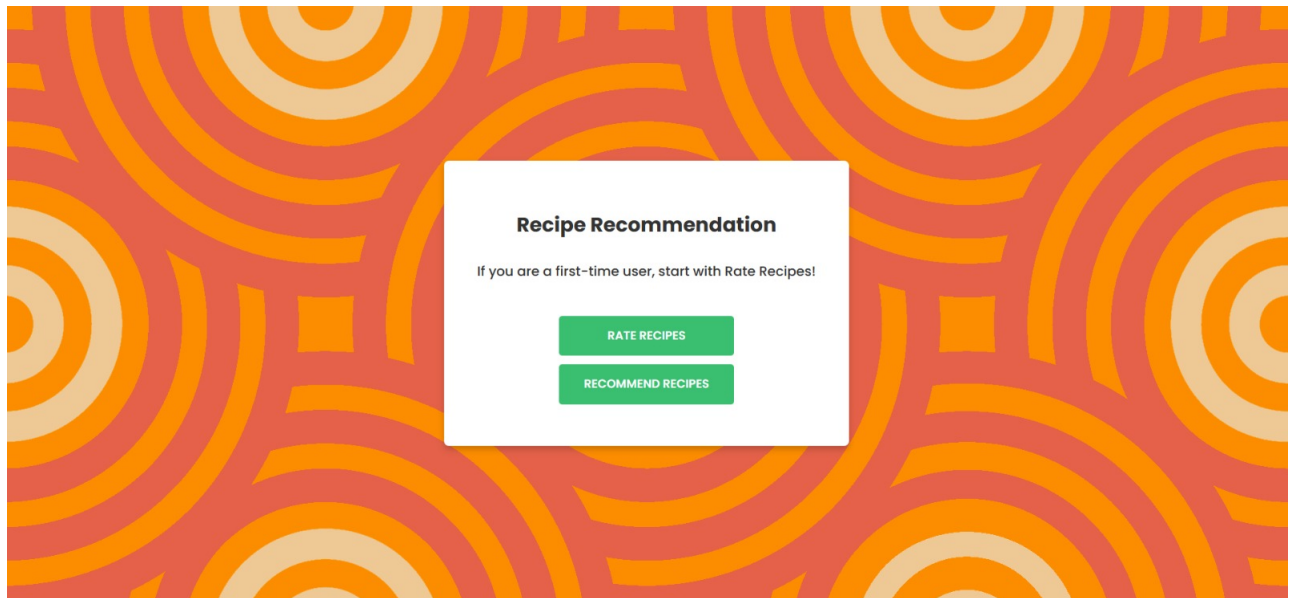 Recipe Recommendation
If you are a first-time user, start with Rate Recipes!
RATE RECIPES
RECOMMEND RECIPES